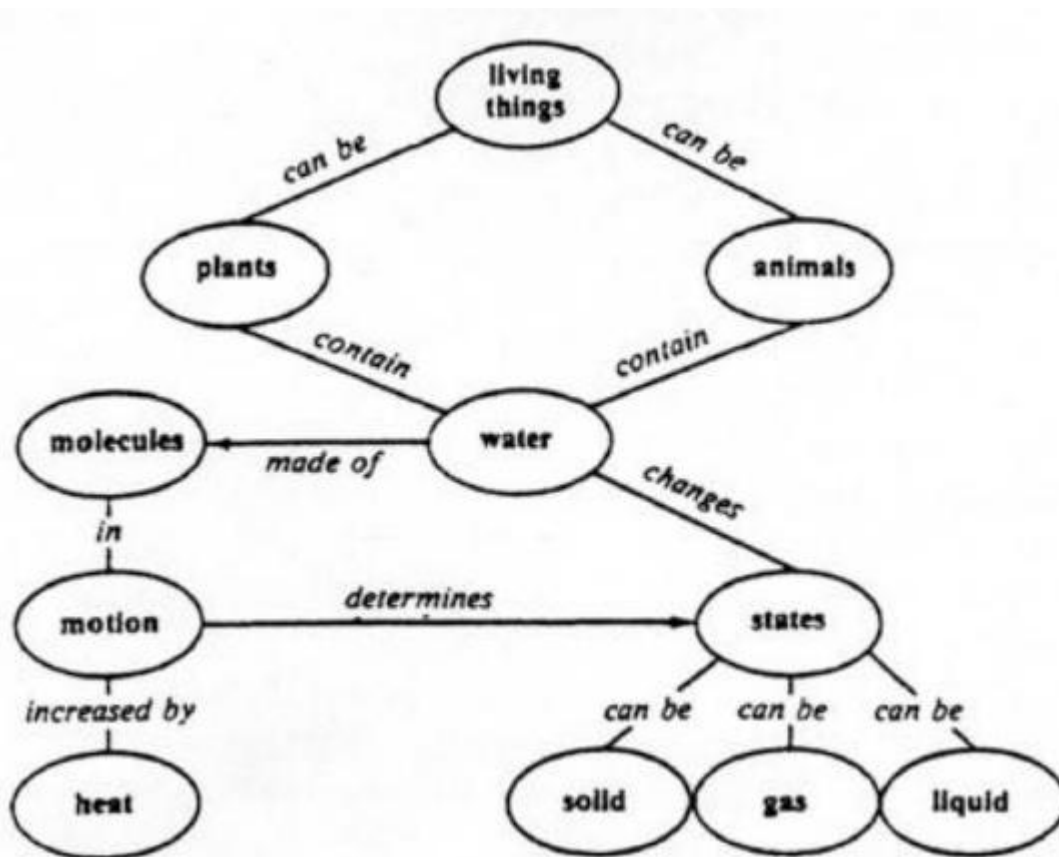 living
things
can be
can be
plants
animals
contain
contain
molecules
made of
water
changes
in
motion
determines
states
increased by
can be
can be
can be
heat
solid
gas
liquid